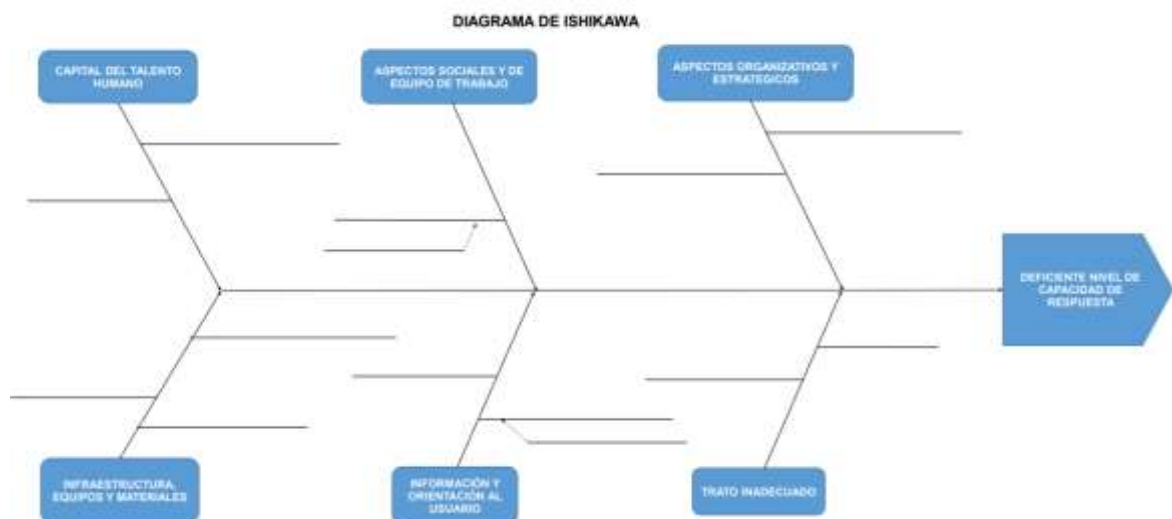 DIAGRAMA DE ISHIKAWA
CAPITAL DEL TALENTO
HUMANO
ASPECTOS SOCIALES Y DE
EQUIPO DE TRABAJO
ASPECTOS ORGANIZATIVOS Y
ESTRATEGICOS
DEFICIENTE NIVEL DE
CAPACIDAD DE
RESPUESTA
INFRAESTRUCTURA,
EQUIPOS Y MATERIALES
INFORMACIÓN Y
ORIENTACIÓN AL
USUARIO
TRATO INADECUADO